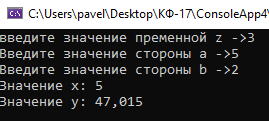 C:\Users\pavel\Desktop\КФ-17\ConsoleApp4\
введите значение пременной z ->3
введите значение стороны a ->5
введите значение стороны b ->2
Значение x: 5
Значение y: 47,015